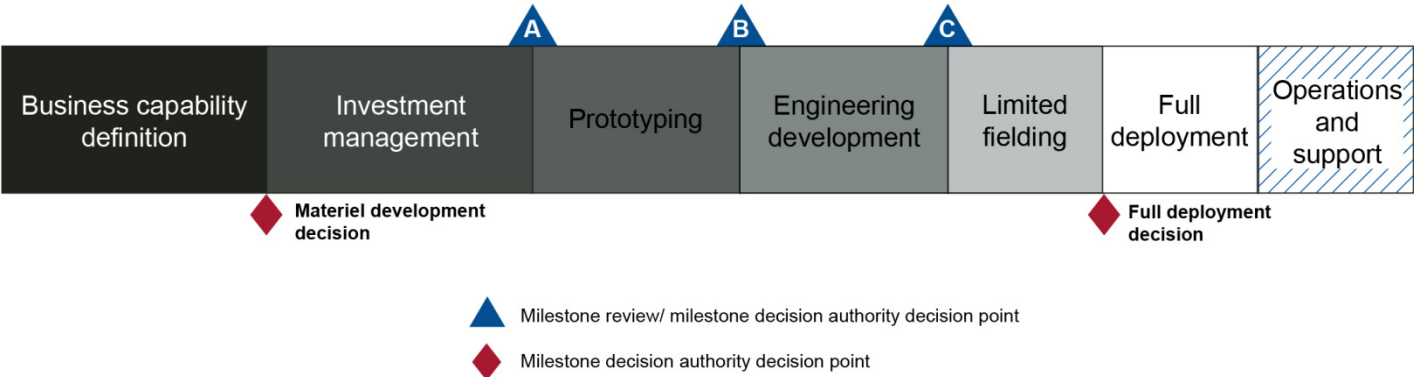 A
B
C
Business capability
definition
Investment
management
Prototyping
Engineering
development
Limited
fielding
Full
deployment
Operations
and
support
Materiel development
decision
Full deployment
decision
Milestone review/ milestone decision authority decision point
Milestone decision authority decision point